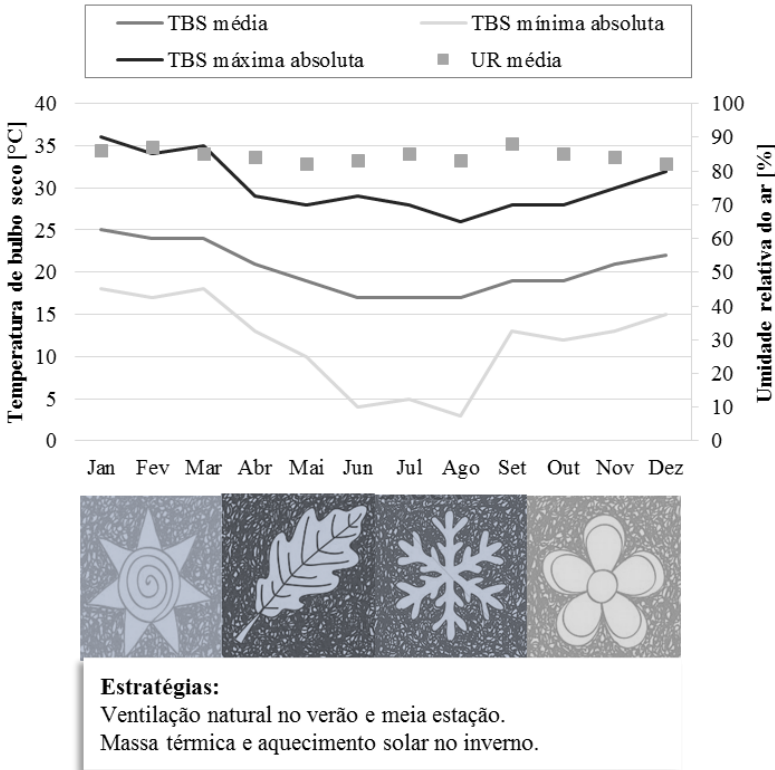 TBS média
TBS mínima absoluta
TBS máxima absoluta
UR média
Temperatura de bulbo seco [°C]
40
35
30
25
20
15
10
5
0
100
90
80
70
60
50
40
30
20
10
0
Umidade relativa do ar [%]
Jan Fev Mar Abr Mai Jun Jul Ago Set Out Nov Dez
Estratégias:
Ventilação natural no verão e meia estação.
Massa térmica e aquecimento solar no inverno.